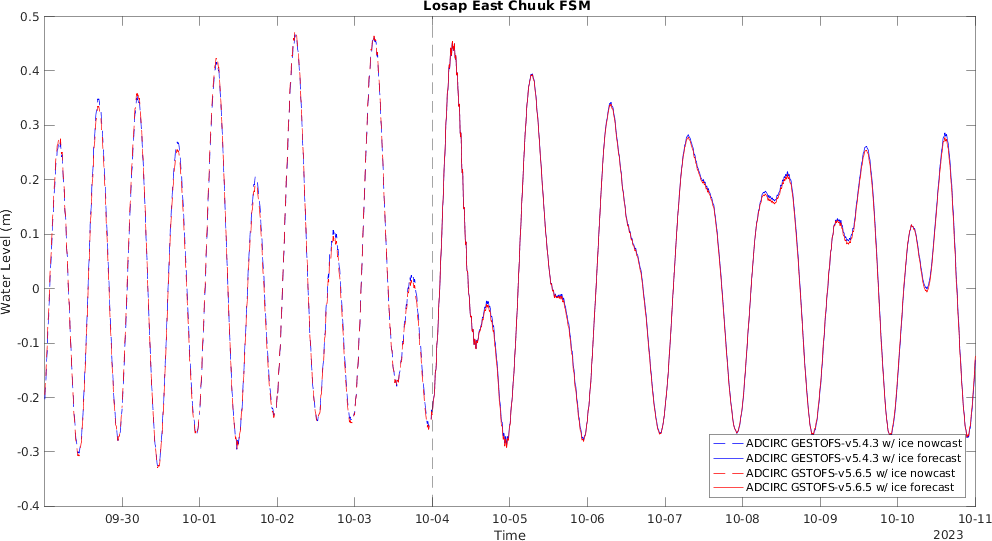 Losap East Chuuk FSM
0.5
0.4
0.3
0.2
0.1
0
-0.1
-0.2
-0.3
-0.4
Water Level (m)
ADCIRC GESTOFS-v5.4.3 w/ ice nowcast
ADCIRC GESTOFS-v5.4.3 w/ ice forecast
ADCIRC GSTOFS-v5.6.5 w/ ice nowcast
ADCIRC GSTOFS-v5.6.5 w/ ice forecast
09-30 10-01 10-02 10-03 10-04 10-05 10-06 10-07 10-08 10-09 10-10 10-11
Time
2023